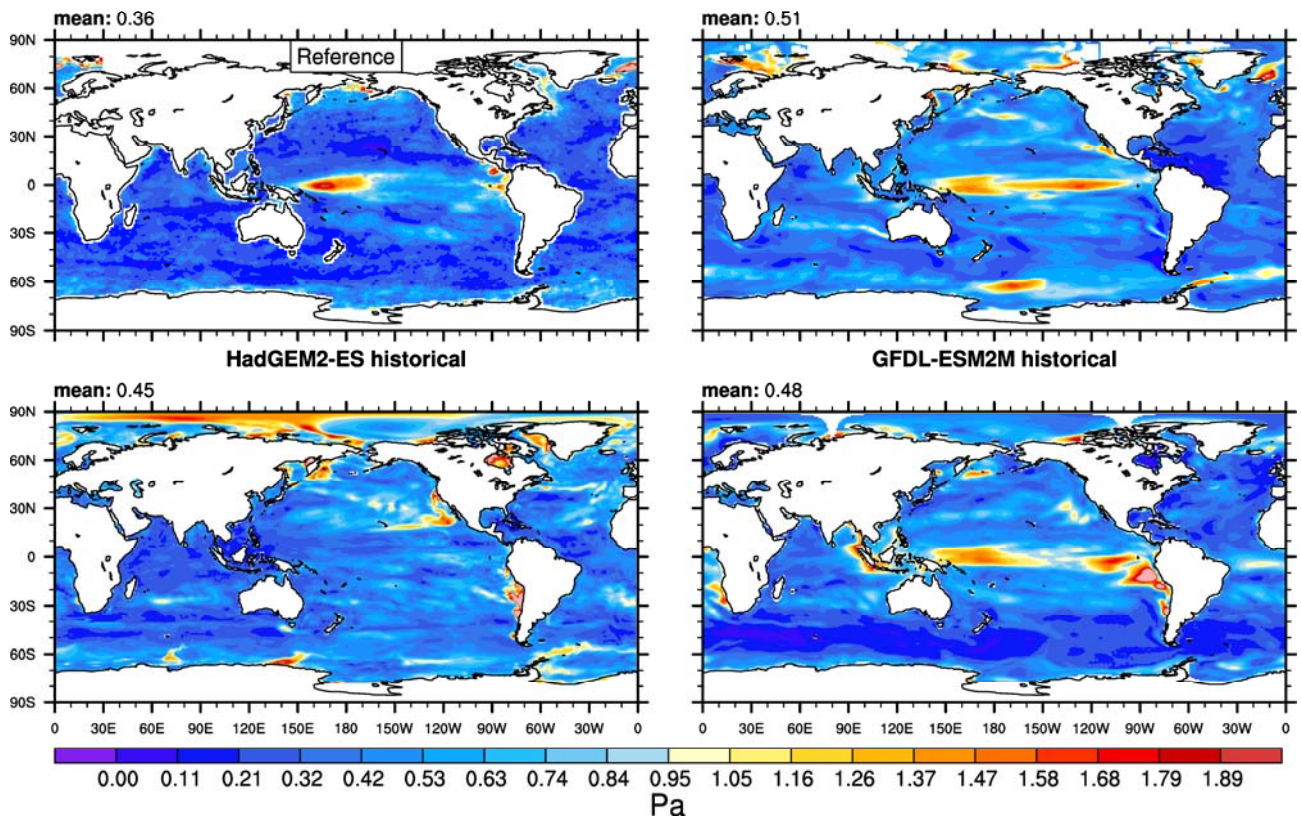 mean: 0.36
mean: 0.51
90N
60N
30N
0
30S
60S
90S
Reference
HadGEM2-ES historical
GFDL-ESM2M historical
mean: 0.45
mean: 0.48
90N
60N
30N
0
30S
60S
90S
0 30E 60E 90E 120E 150E 180 150W 120W 90W 60W 30W 0
0 30E 60E 90E 120E 150E 180 150W 120W 90W 60W 30W 0
0.00 0.11 0.21 0.32 0.42 0.53 0.63 0.74 0.84 0.95 1.05 1.16 1.26 1.37 1.47 1.58 1.68 1.79 1.89
Pa